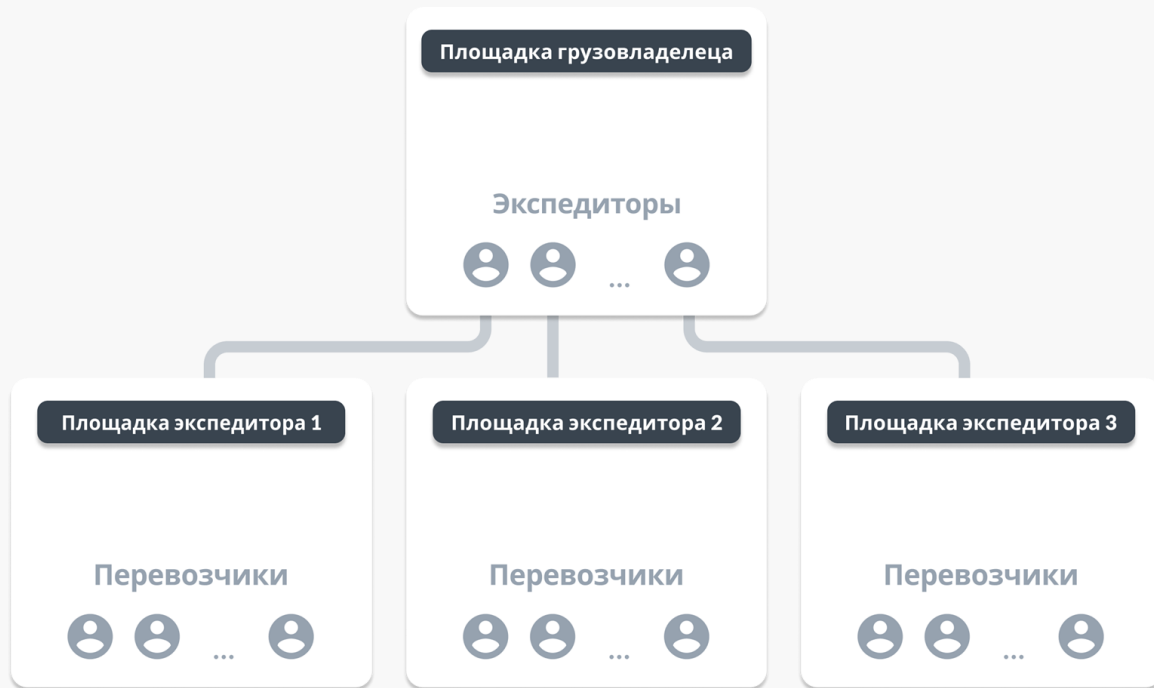 Площадка грузовладелеца
Экспедиторы
...
Площадка экспедитора 1
Площадка экспедитора 2
Площадка экспедитора 3
Перевозчики
Перевозчики
Перевозчики
...
...
...